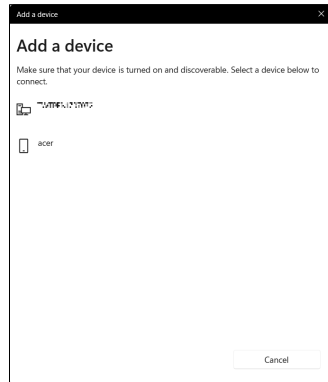 Add a device
Add a device
Make sure that your device is turned on and discoverable. Select a device below to
connect.
acer
Cancel